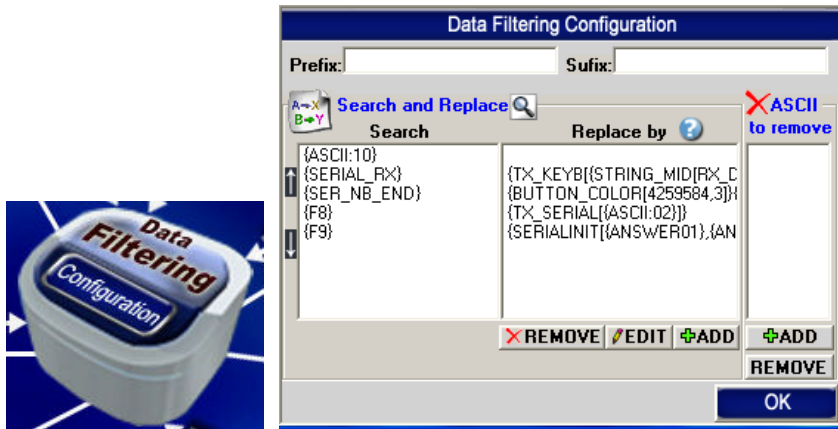 Data
Filtering
Configuration
Data Filtering Configuration
Prefix: Sufix:
A⇒X
B⇒Y
Search and Replace
ASCII
to remove
Search Replace by ?
{ASCII:10}
{SERIAL_RX} {TX_KEYB[{STRING_MID[RX_D
{SER_NB_END} {BUTTON_COLOR[4259584,3]}{
{F8} {TX_SERIAL[{ASCII:02}]}
{F9} {SERIALINIT[{ANSWER01},{AN
REMOVE EDIT ADD ADD
REMOVE
OK